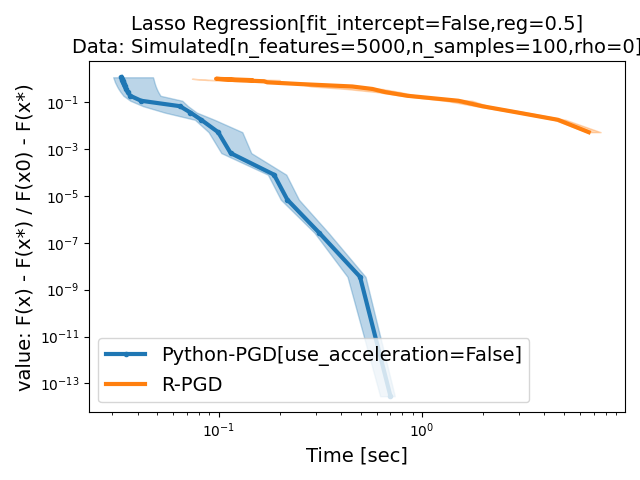 Lasso Regression[fit_intercept=False,reg=0.5]
Data: Simulated[n_features=5000,n_samples=100,rho=0]
value: F(x) - F(x*) / F(x0) - F(x*)
10⁻¹
10⁻³
10⁻⁵
10⁻⁷
10⁻⁹
10⁻¹¹
10⁻¹³
Python-PGD[use_acceleration=False]
R-PGD
10⁻¹
10⁰
Time [sec]